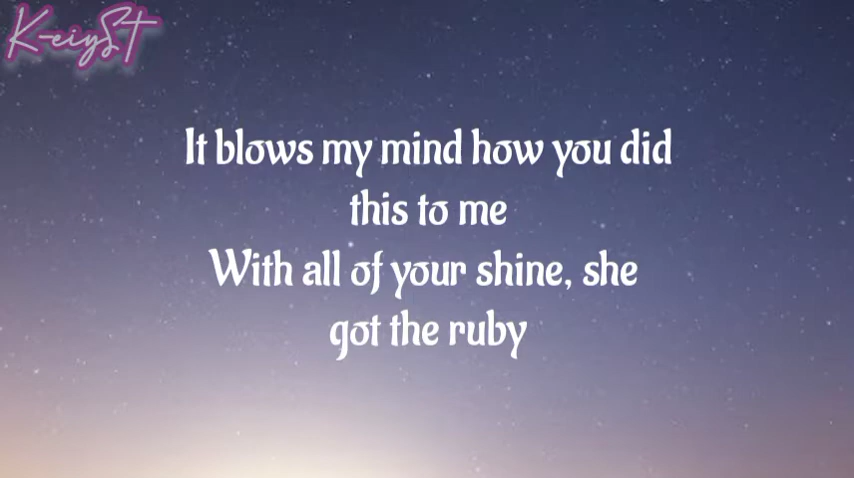 K-eiySt
It blows my mind how you did
this to me
With all of your shine, she
got the ruby